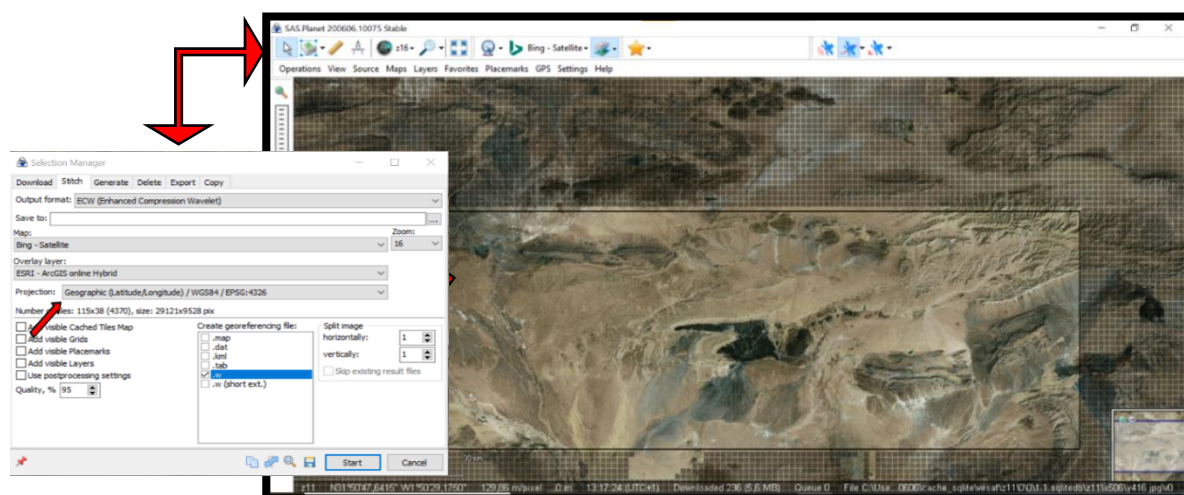 SAS.Planet 200606.10075 Stable
z16 Bing - Satellite
Operations View Source Maps Layers Favorites Placemarks GPS Settings Help
Selection Manager
Download Stitch Generate Delete Export Copy
Output format: ECW (Enhanced Compression Wavelet)
Save to: ...
Map: Zoom:
Bing - Satellite 16
Overlay layer:
ESRI - ArcGIS online Hybrid
Projection: Geographic (Latitude/Longitude) / WGS84 / EPSG:4326
115x38 (4370), size: 29121x9528 pix
visible Cached Tiles Map
Add visible Grids
Add visible Placemarks
Add visible Layers
Use postprocessing settings
Quality, % 95
Create georeferencing file:
.map
.dat
.kml
.tab
.w
.w (short ext.)
Split image
horizontally: 1
vertically: 1
Skip existing result files
Start Cancel
z11 129,86 m/pixel 13:17:24 (UTC+1) Downloaded 236 (5,6 MB) Queue 0